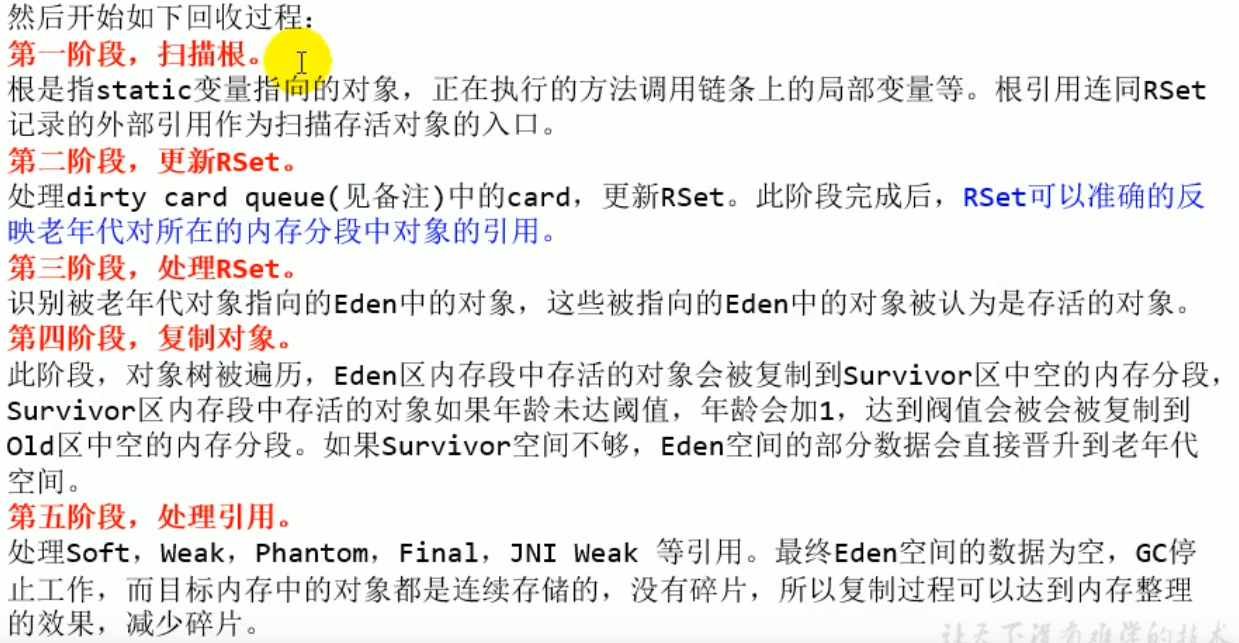 然后开始如下回收过程：
第一阶段，扫描根。
根是指static变量指向的对象，正在执行的方法调用链条上的局部变量等。根引用连同RSet
记录的外部引用作为扫描存活对象的入口。
第二阶段，更新RSet。
处理dirty card queue(见备注)中的card，更新RSet。此阶段完成后，RSet可以准确的反
映老年代对所在的内存分段中对象的引用。
第三阶段，处理RSet。
识别被老年代对象指向的Eden中的对象，这些被指向的Eden中的对象被认为是存活的对象。
第四阶段，复制对象。
此阶段，对象树被遍历，Eden区内存段中存活的对象会被复制到Survivor区中空的内存分段，
Survivor区内存段中存活的对象如果年龄未达阈值，年龄会加1，达到阀值会被会被复制到
Old区中空的内存分段。如果Survivor空间不够，Eden空间的部分数据会直接晋升到老年代
空间。
第五阶段，处理引用。
处理Soft，Weak，Phantom，Final，JNI Weak 等引用。最终Eden空间的数据为空，GC停
止工作，而目标内存中的对象都是连续存储的，没有碎片，所以复制过程可以达到内存整理
的效果，减少碎片。
让天下没有难学的技术